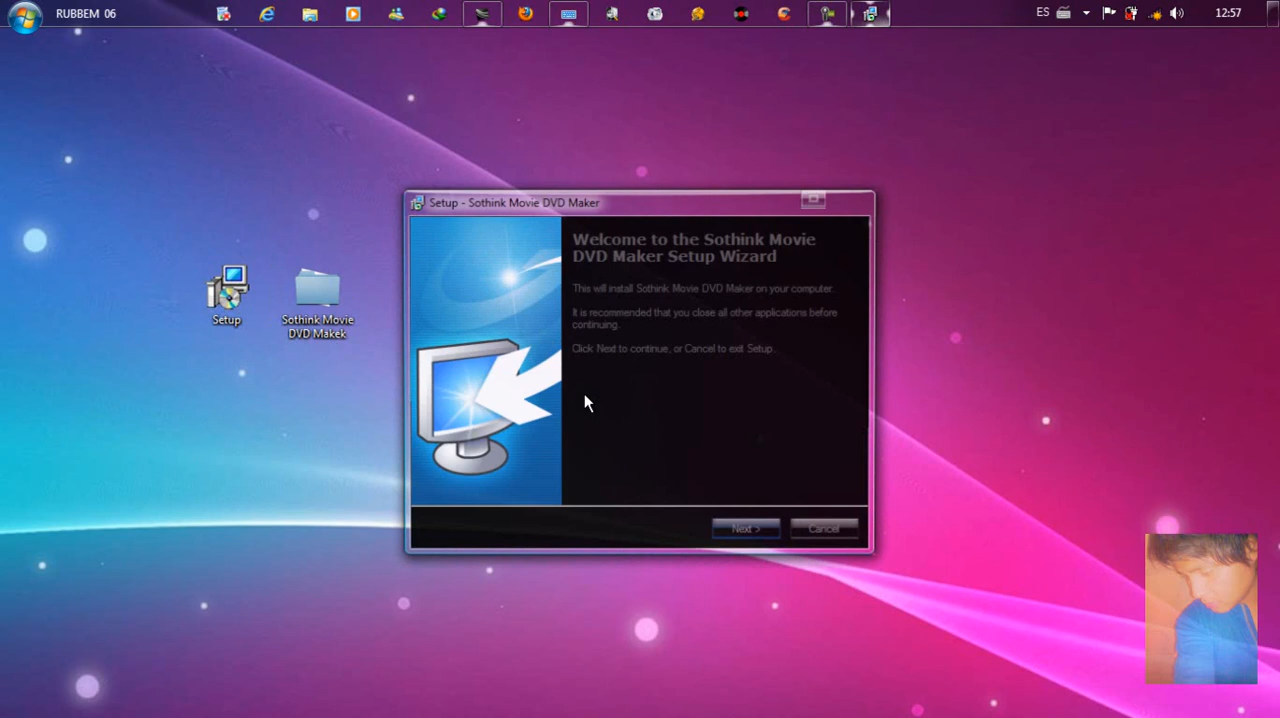 RUBBEM 06
ES
12:57
Setup - Sothink Movie DVD Maker
Welcome to the Sothink Movie
DVD Maker Setup Wizard
This will install Sothink Movie DVD Maker on your computer.
It is recommended that you close all other applications before
continuing.
Click Next to continue, or Cancel to exit Setup.
Setup
Sothink Movie
DVD Makek
Next >
Cancel